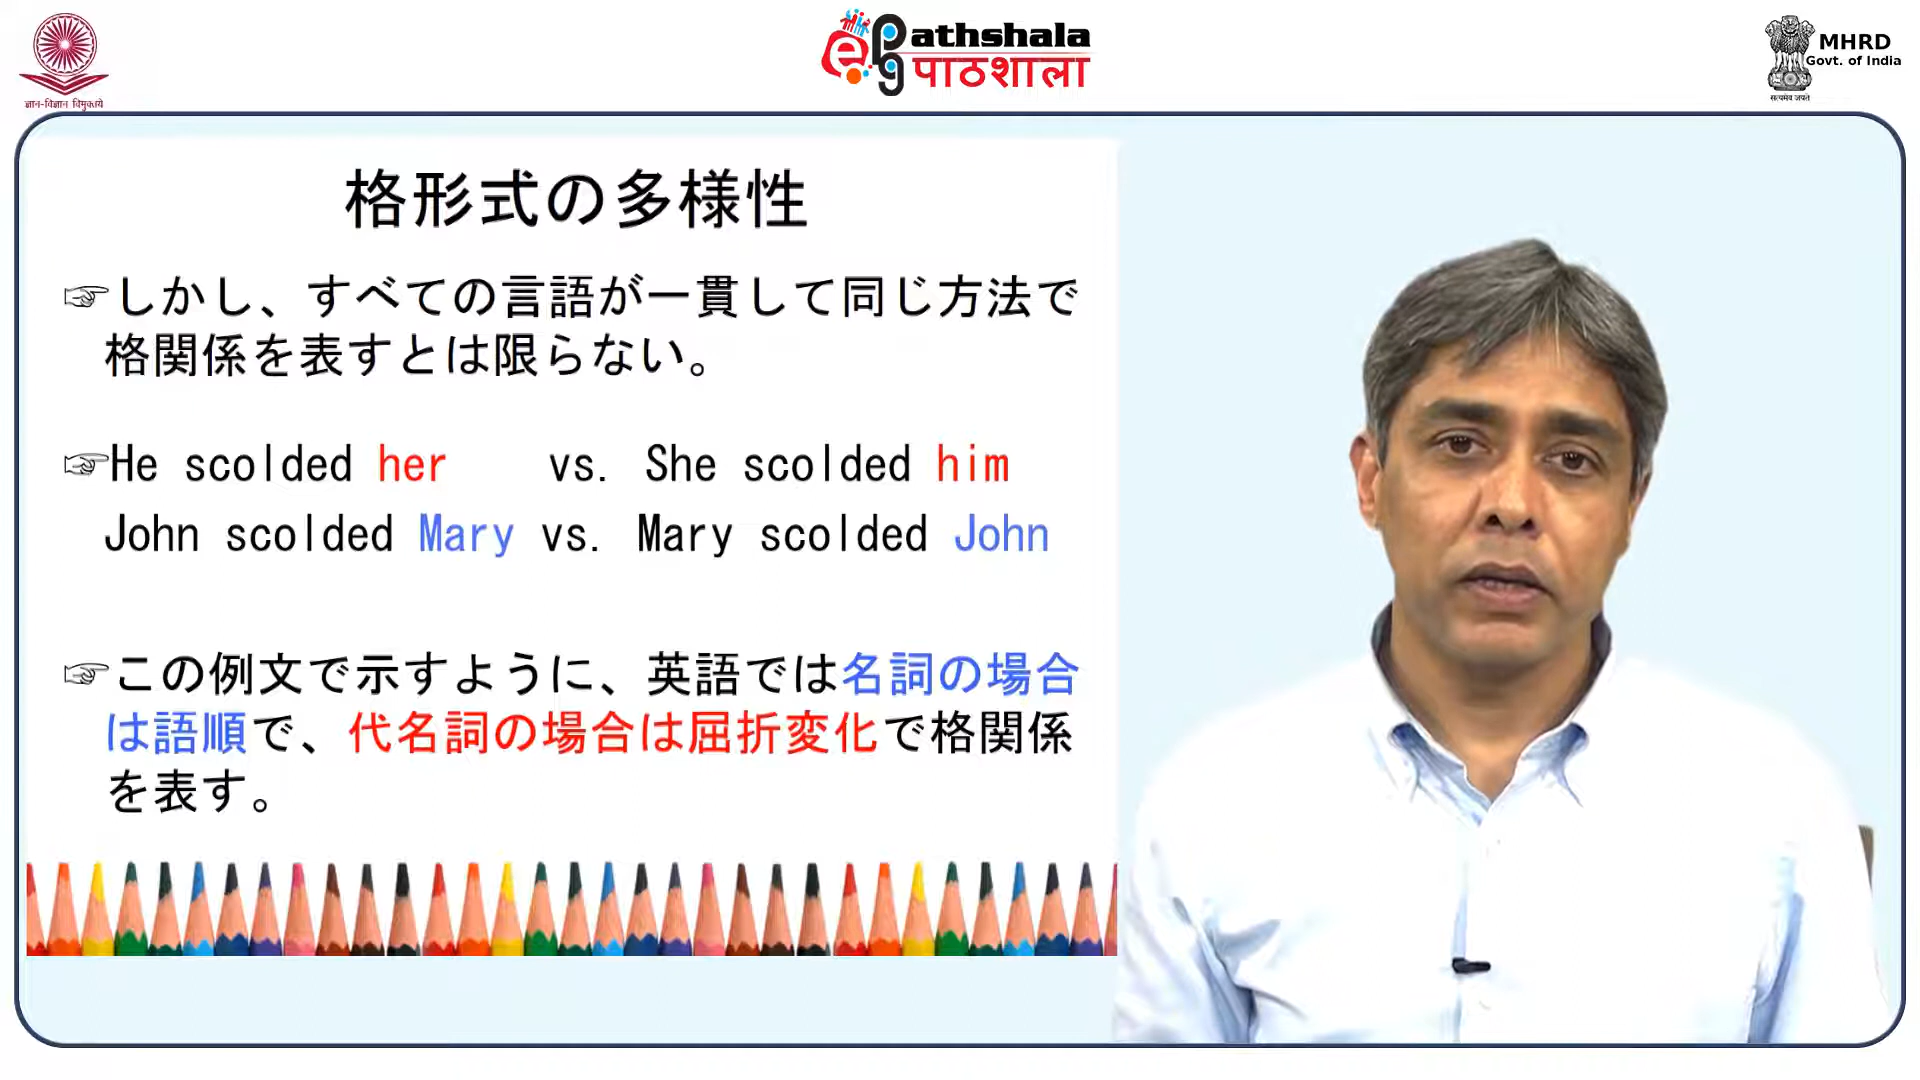 ज्ञान-विज्ञान विमुक्तये
ePathshala
पाठशाला
MHRD
Govt. of India
सत्यमेव जयते
格形式の多様性
☞しかし、すべての言語が一貫して同じ方法で
格関係を表すとは限らない。
☞He scolded her vs. She scolded him
John scolded Mary vs. Mary scolded John
☞この例文で示すように、英語では名詞の場合
は語順で、代名詞の場合は屈折変化で格関係
を表す。